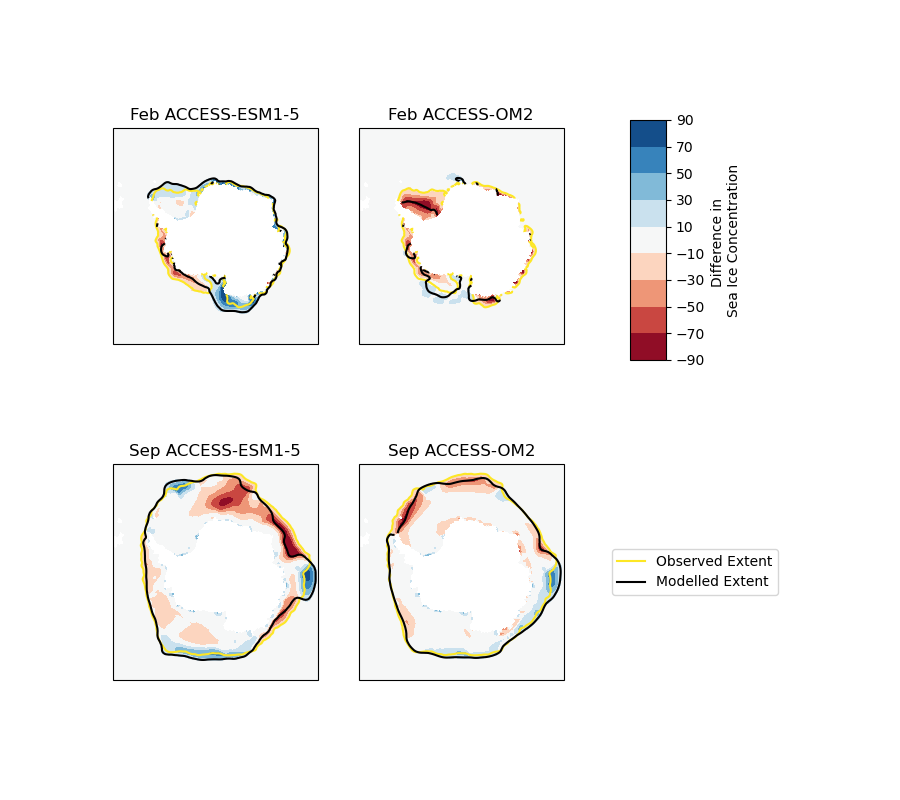 Feb ACCESS-ESM1-5
Feb ACCESS-OM2
90
70
50
30
10
−10
−30
−50
−70
−90
Difference in
Sea Ice Concentration
Sep ACCESS-ESM1-5
Sep ACCESS-OM2
Observed Extent
Modelled Extent